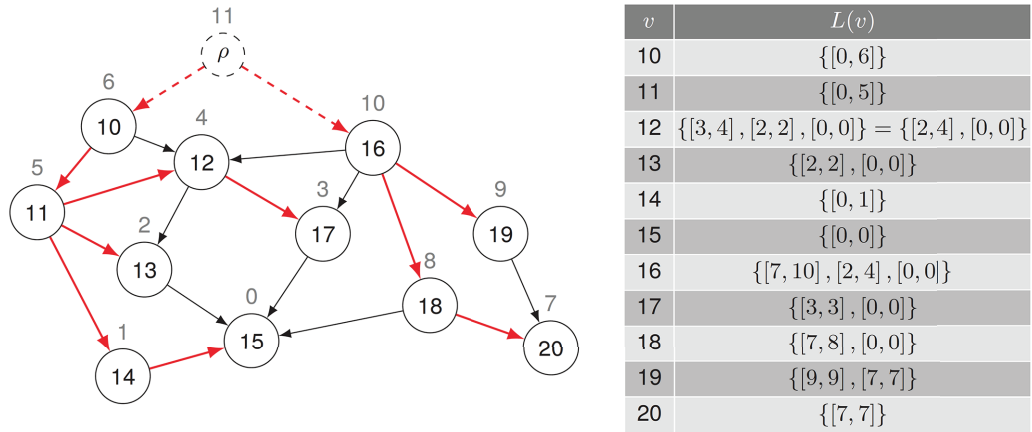 11
ρ
6
10
10
4
12
16
5
11
3
17
9
19
2
13
8
18
0
15
7
20
1
14
v L(v)
10 {[0, 6]}
11 {[0, 5]}
12 {[3, 4] , [2, 2] , [0, 0]} = {[2, 4] , [0, 0]}
13 {[2, 2] , [0, 0]}
14 {[0, 1]}
15 {[0, 0]}
16 {[7, 10] , [2, 4] , [0, 0]}
17 {[3, 3] , [0, 0]}
18 {[7, 8] , [0, 0]}
19 {[9, 9] , [7, 7]}
20 {[7, 7]}